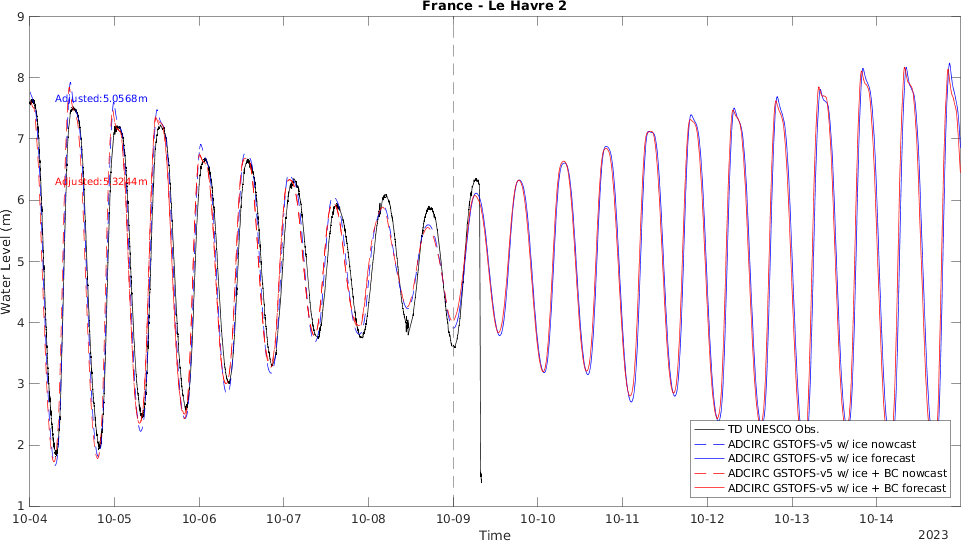 France - Le Havre 2
9
8
7
6
5
4
3
2
1
Water Level (m)
Adjusted:5.0568m
Adjusted:5.3244m
TD UNESCO Obs.
ADCIRC GSTOFS-v5 w/ ice nowcast
ADCIRC GSTOFS-v5 w/ ice forecast
ADCIRC GSTOFS-v5 w/ ice + BC nowcast
ADCIRC GSTOFS-v5 w/ ice + BC forecast
10-04 10-05 10-06 10-07 10-08 10-09 10-10 10-11 10-12 10-13 10-14
Time
2023